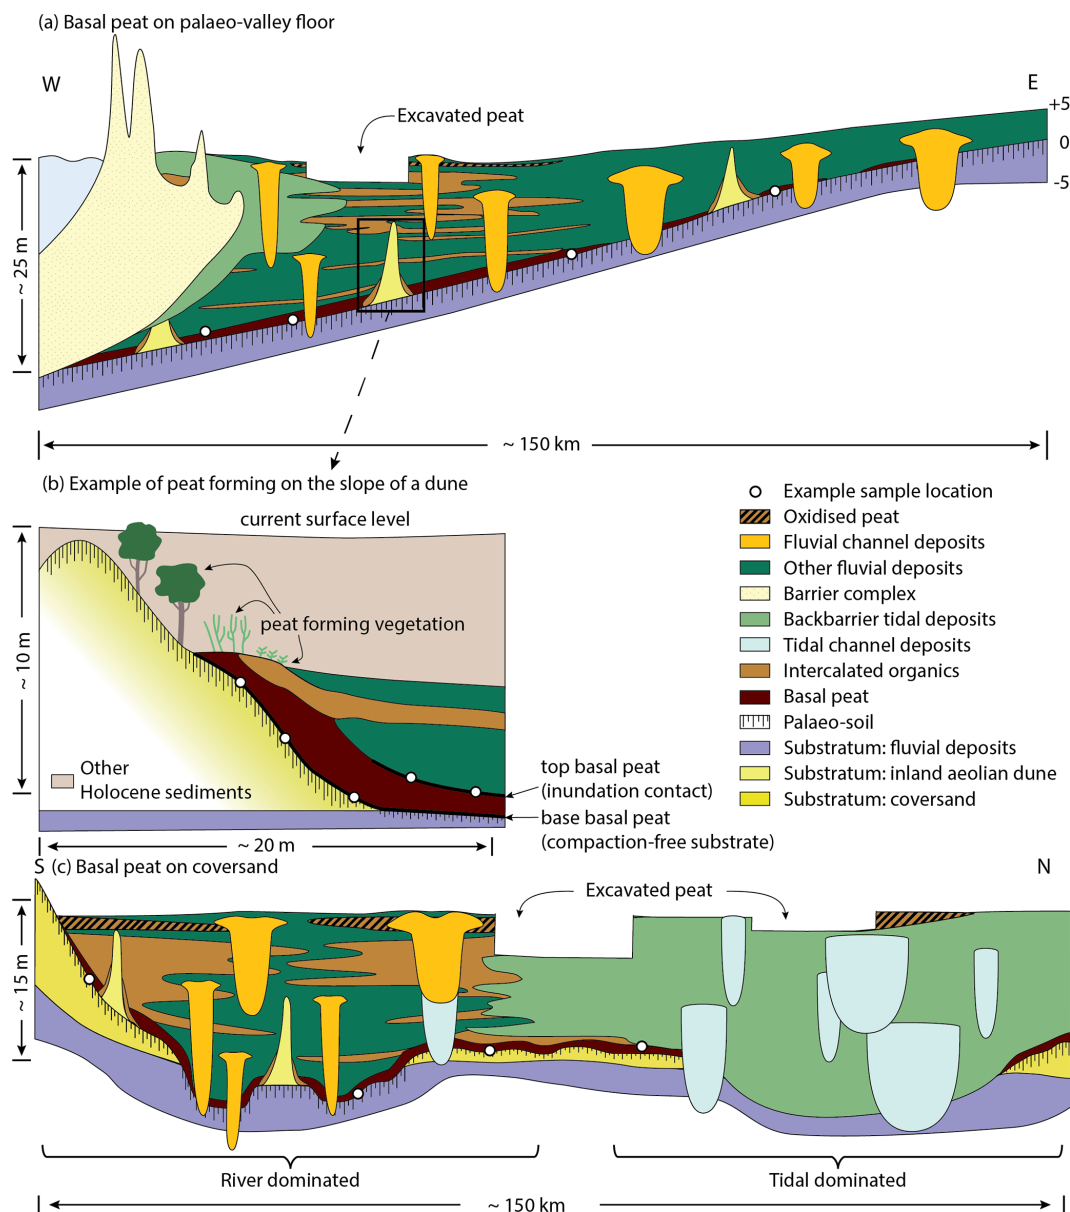 (a) Basal peat on palaeo-valley floor
W
E
Excavated peat
+5
0
-5
~ 25 m
~ 150 km
(b) Example of peat forming on the slope of a dune
current surface level
peat forming vegetation
~ 10 m
Other
Holocene sediments
top basal peat
(inundation contact)
base basal peat
(compaction-free substrate)
~ 20 m
Example sample location
Oxidised peat
Fluvial channel deposits
Other fluvial deposits
Barrier complex
Backbarrier tidal deposits
Tidal channel deposits
Intercalated organics
Basal peat
Palaeo-soil
Substratum: fluvial deposits
Substratum: inland aeolian dune
Substratum: coversand
S (c) Basal peat on coversand
N
Excavated peat
~ 15 m
River dominated
Tidal dominated
~ 150 km